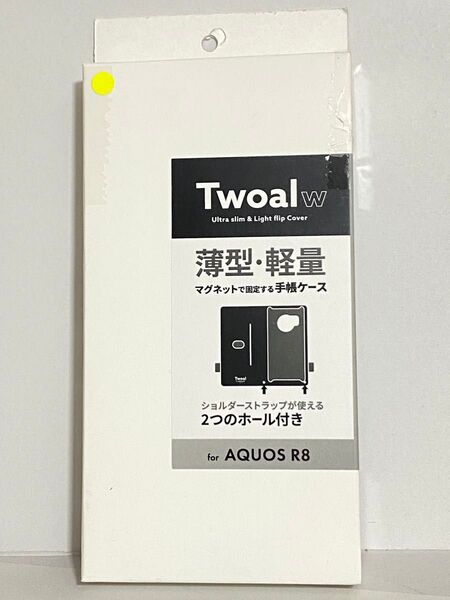 Twoal w
Ultra slim & Light flip Cover
薄型・軽量
マグネットで固定する手帳ケース
Twoal
ショルダーストラップが使える
2つのホール付き
for AQUOS R8